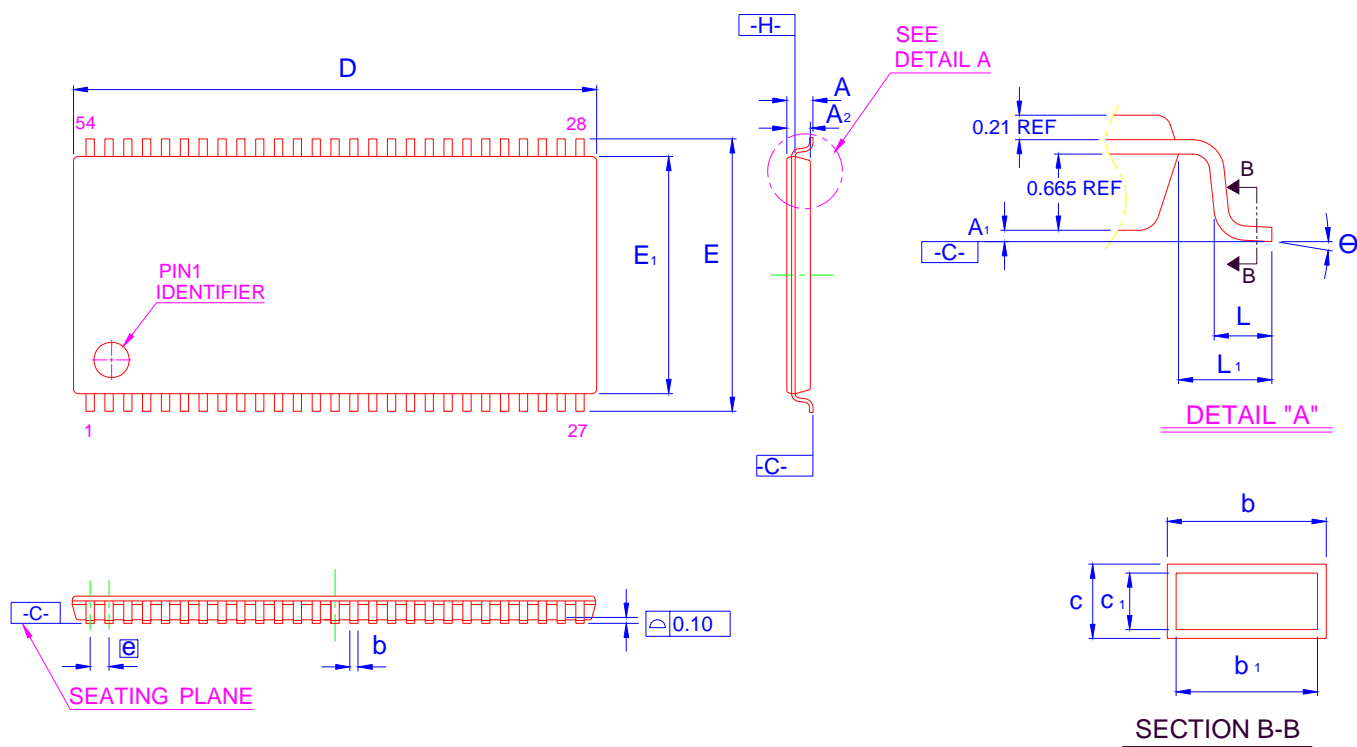 D
54
28
PIN1
IDENTIFIER
E1
E
1
27
-H-
SEE
DETAIL A
A
A2
-C-
0.21 REF
0.665 REF
A1
-C-
B
B
Θ
L
L1
DETAIL "A"
-C-
e
b
0.10
SEATING PLANE
b
c
c1
b1
SECTION B-B